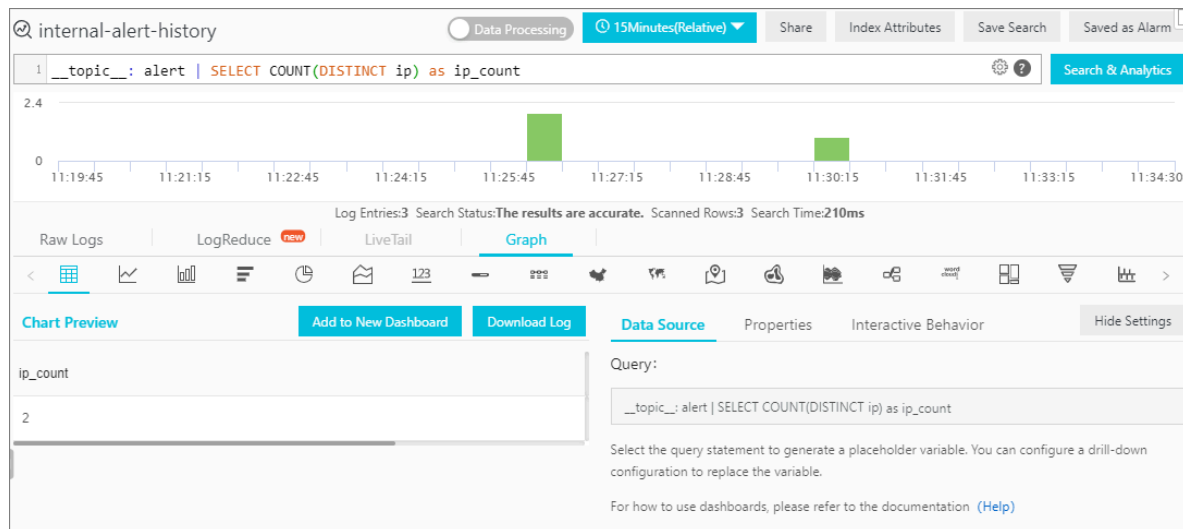 internal-alert-history
Data Processing
15Minutes(Relative)
Share
Index Attributes
Save Search
Saved as Alarm
1 __topic__: alert | SELECT COUNT(DISTINCT ip) as ip_count
?
Search & Analytics
2.4
0
11:19:45 11:21:15 11:22:45 11:24:15 11:25:45 11:27:15 11:28:45 11:30:15 11:31:45 11:33:15 11:34:30
Log Entries:3 Search Status:The results are accurate. Scanned Rows:3 Search Time:210ms
Raw Logs
LogReduce new
LiveTail
Graph
123
word cloud
Chart Preview
Add to New Dashboard
Download Log
ip_count
2
Data Source
Properties
Interactive Behavior
Hide Settings
Query:
__topic__: alert | SELECT COUNT(DISTINCT ip) as ip_count
Select the query statement to generate a placeholder variable. You can configure a drill-down
configuration to replace the variable.
For how to use dashboards, please refer to the documentation (Help)